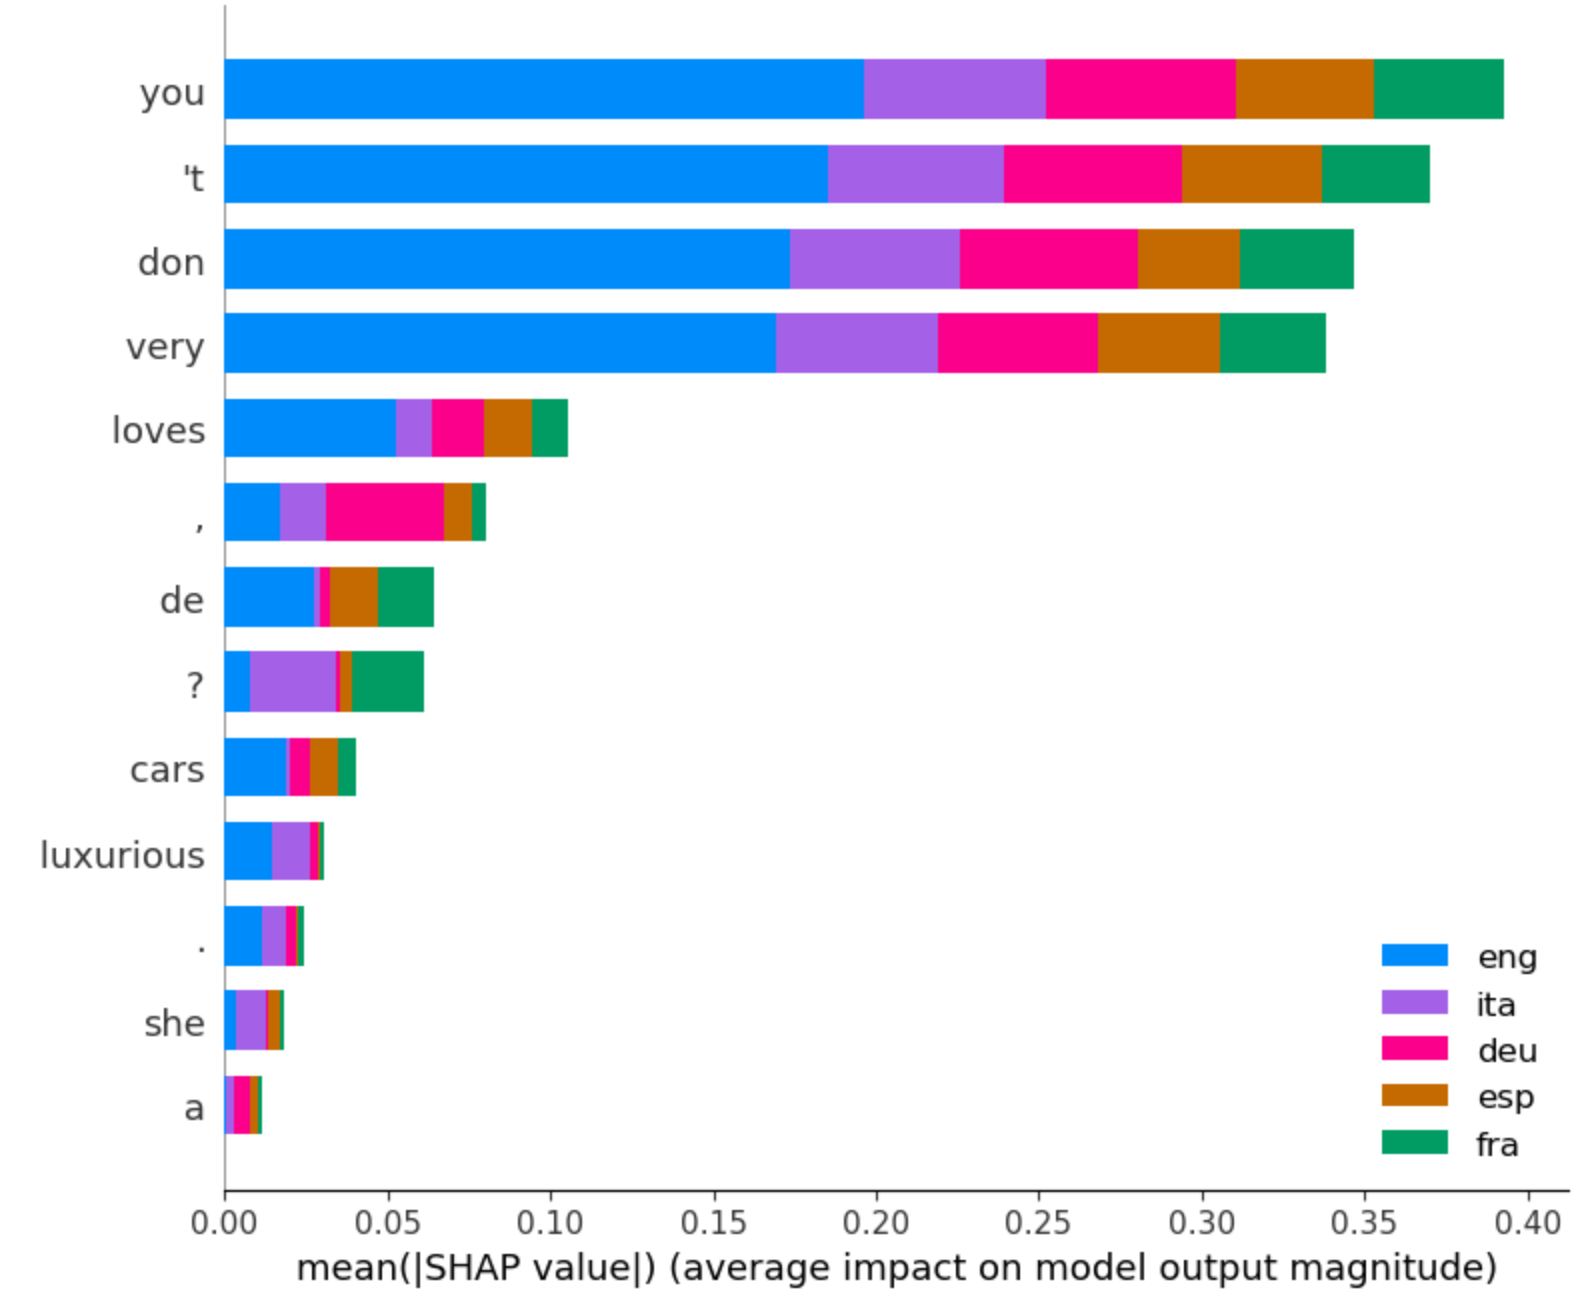 you
't
don
very
loves
,
de
?
cars
luxurious
.
she
a
eng
ita
deu
esp
fra
0.00 0.05 0.10 0.15 0.20 0.25 0.30 0.35 0.40
mean(|SHAP value|) (average impact on model output magnitude)